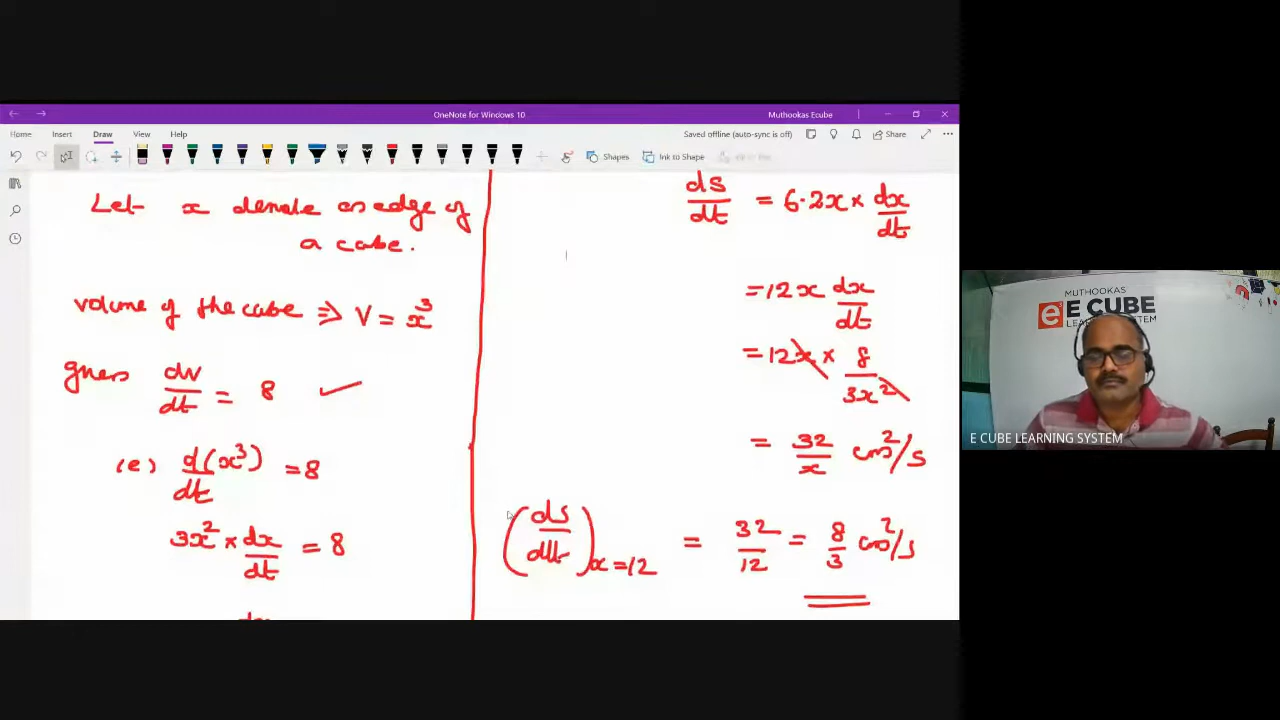 OneNote for Windows 10
Muthookas Ecube
Home Insert Draw View Help
Saved offline (auto-sync is off)
Share
Shapes
Ink to Shape
Let x denote as edge of
a cube.
volume of the cube ⇒ V = x³
dv/dt = 8 ✓
(e) d(x³)/dt = 8
3x² × dx/dt = 8
dx
ds/dt = 6·2x × dx/dt
= 12x dx/dt
= 12x × 8/3x²
= 32/x cm²/s
(ds/dt)x=12 = 32/12 = 8/3 cm²/s
MUTHOOKAS
e³ E CUBE
E CUBE LEARNING SYSTEM